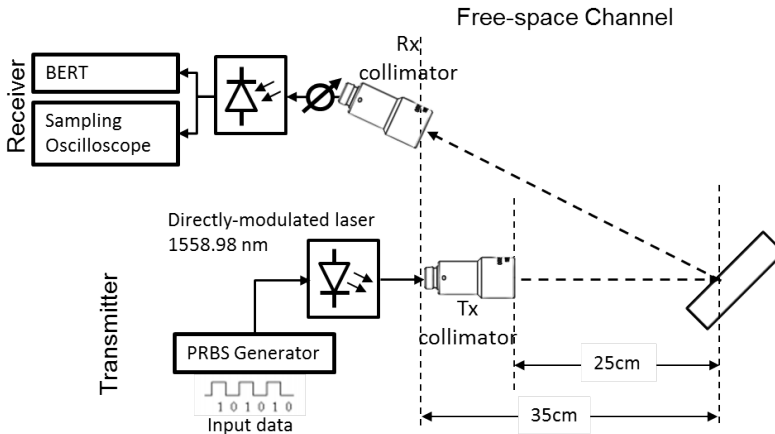 Free-space Channel
Receiver
BERT
Sampling
Oscilloscope
Rx
collimator
Directly-modulated laser
1558.98 nm
Transmitter
PRBS Generator
1 0 1 0 1 0
Input data
Tx
collimator
25cm
35cm